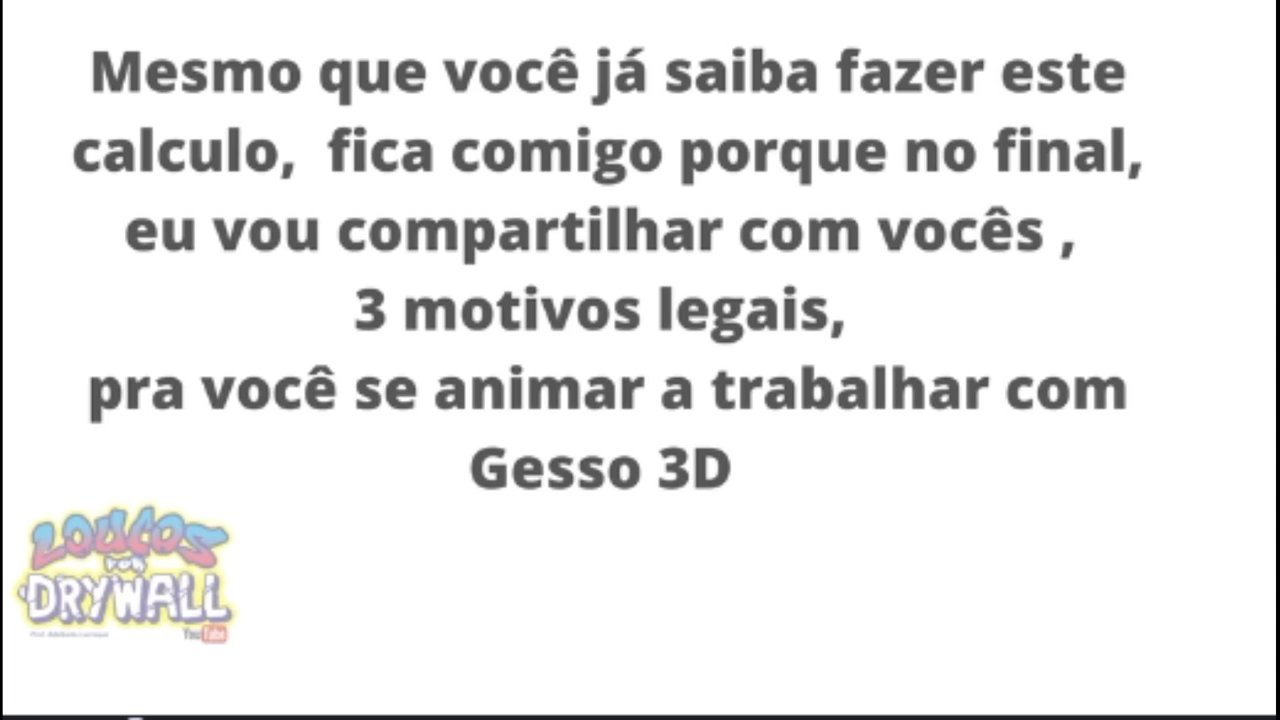 Mesmo que você já saiba fazer este
calculo,  fica comigo porque no final,
eu vou compartilhar com vocês ,
3 motivos legais,
pra você se animar a trabalhar com
Gesso 3D
LOUCOS
POR
DRYWALL
YouTube